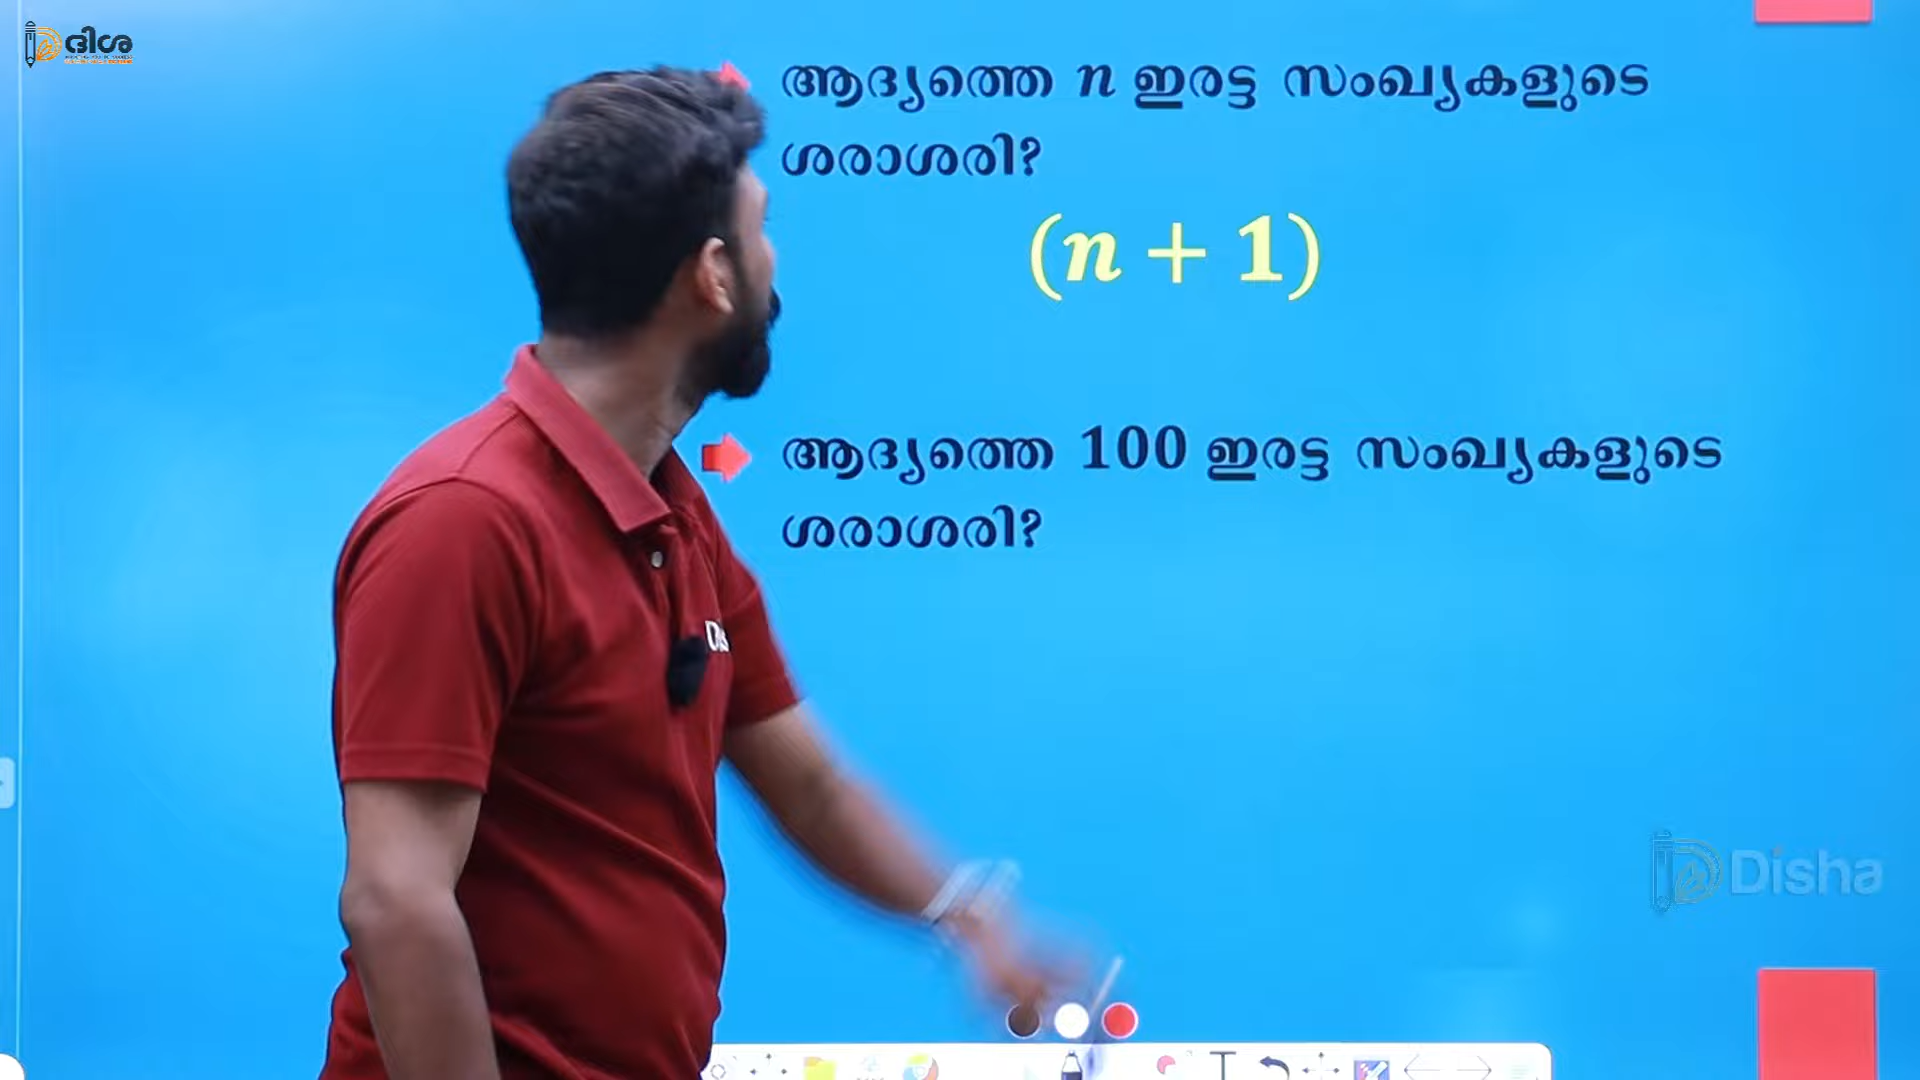 ദിശ
ആദ്യത്തെ n ഇരട്ട സംഖ്യകളുടെ
ശരാശരി?
(n + 1)
ആദ്യത്തെ 100 ഇരട്ട സംഖ്യകളുടെ
ശരാശരി?
Disha